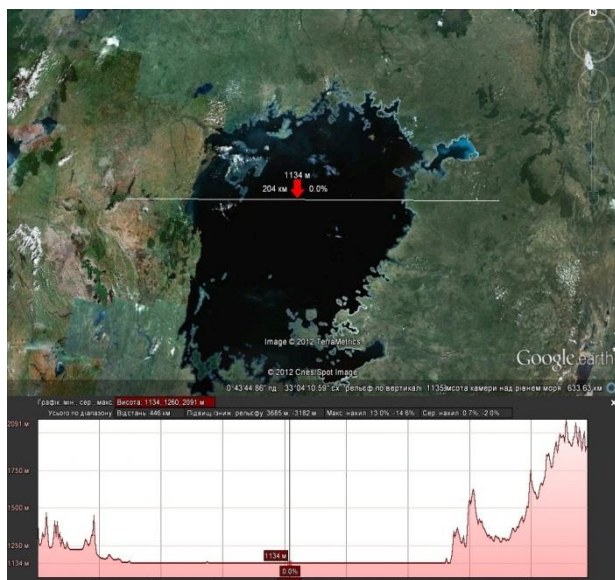 N
1134 м
204 км 0.0%
Image © 2012 TerraMetrics
© 2012 Cnes/Spot Image
Google earth
0°43'44.86" пд 33°04'10.59" сх рельєф по вертикалі 1135 мсота камери над рівнем моря 633.63 км
Графік: мін., сер., макс. Висота: 1134, 1260, 2091 м
Усього по діапазону Відстань: 446 км Підвищ/зниж. рельєфу: 3685 м, -3182 м Макс. нахил: 13.0%, -14.6% Сер. нахил: 0.7%, -2.0%
2091 м
1750 м
1500 м
1250 м
1134 м
1134 м
0.0%